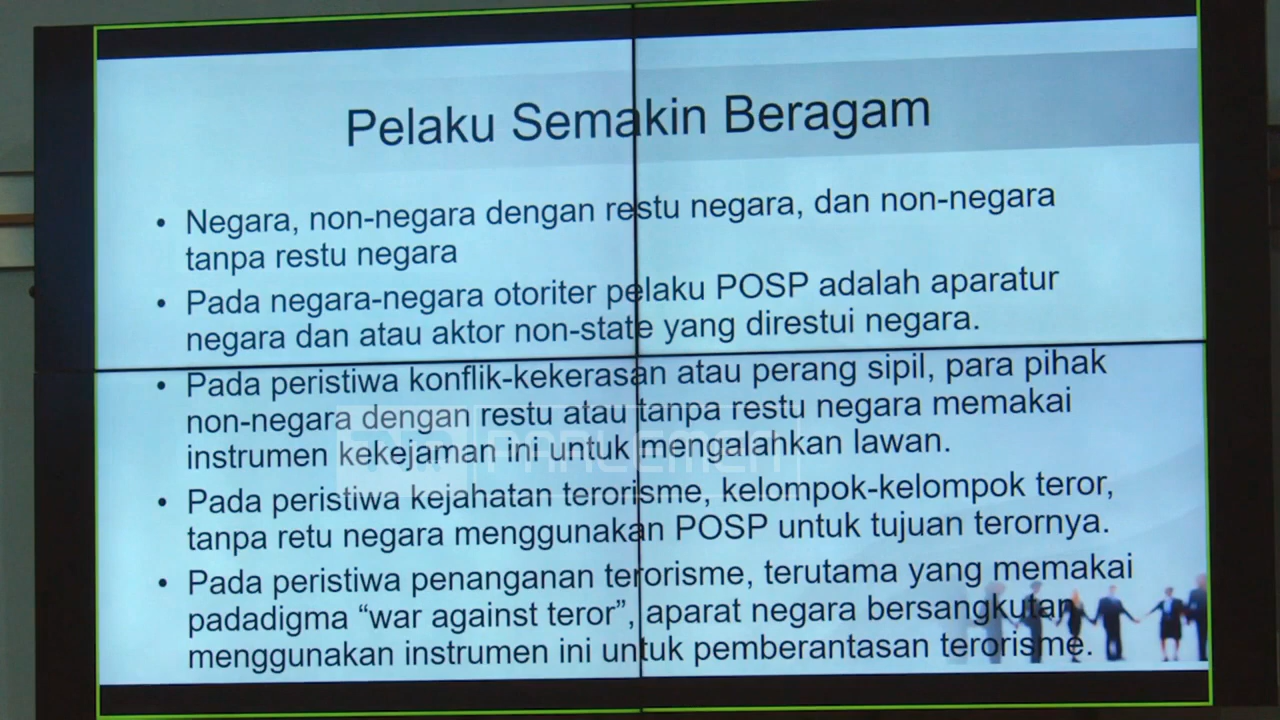 Pelaku Semakin Beragam
• Negara, non-negara dengan restu negara, dan non-negara
tanpa restu negara
• Pada negara-negara otoriter pelaku POSP adalah aparatur
negara dan atau aktor non-state yang direstui negara.
• Pada peristiwa konflik-kekerasan atau perang sipil, para pihak
non-negara dengan restu atau tanpa restu negara memakai
instrumen kekejaman ini untuk mengalahkan lawan.
PARLEMEN
• Pada peristiwa kejahatan terorisme, kelompok-kelompok teror,
tanpa retu negara menggunakan POSP untuk tujuan terornya.
• Pada peristiwa penanganan terorisme, terutama yang memakai
padadigma “war against teror”, aparat negara bersangkutan
menggunakan instrumen ini untuk pemberantasan terorisme.